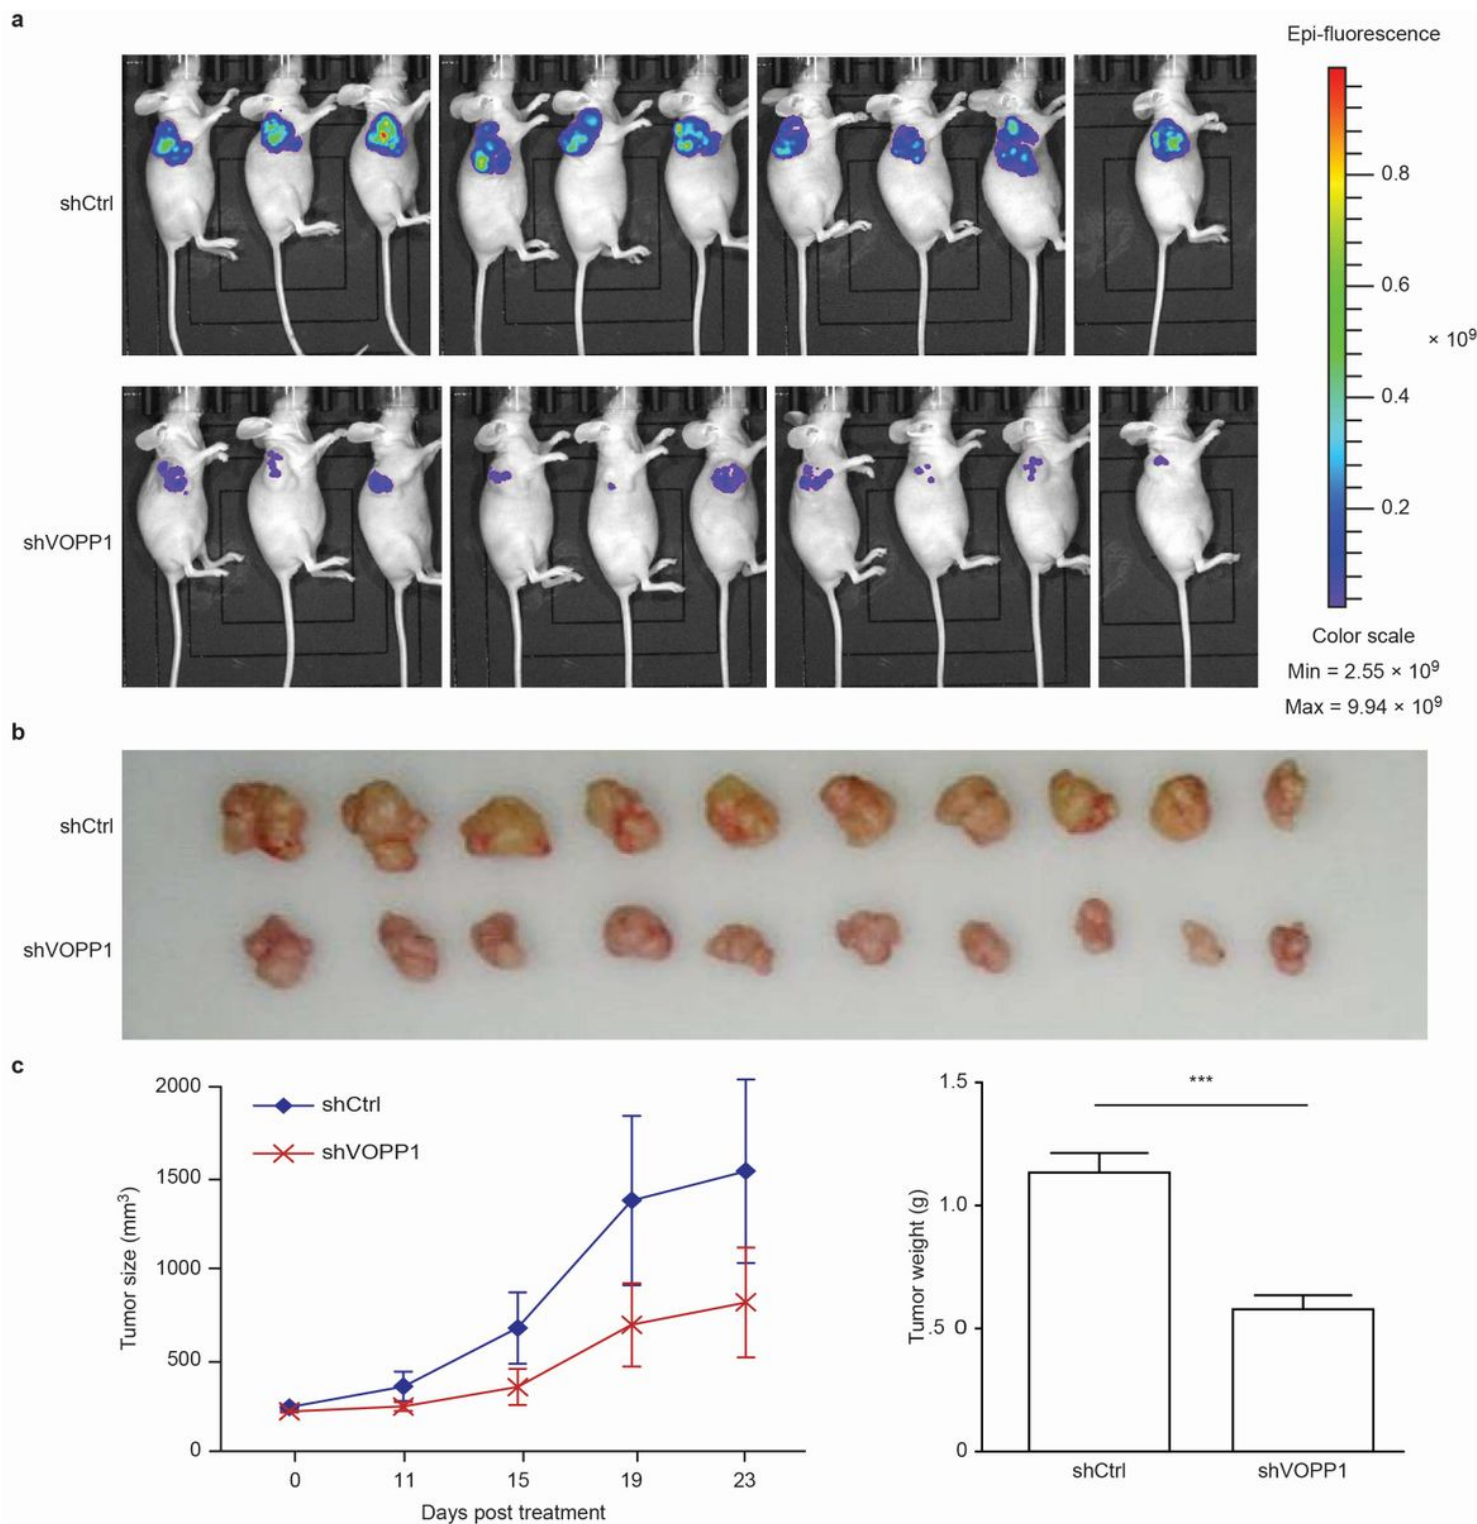 a
Epi-fluorescence
shCtrl
0.8
0.6
× 10⁹
0.4
0.2
shVOPP1
Color scale
Min = 2.55 × 10⁹
Max = 9.94 × 10⁹
b
shCtrl
shVOPP1
c
2000
1500
1000
500
0
Tumor size (mm³)
shCtrl
shVOPP1
0 11 15 19 23
Days post treatment
***
1.5
1.0
.5 0
0
Tumor weight (g)
shCtrl shVOPP1